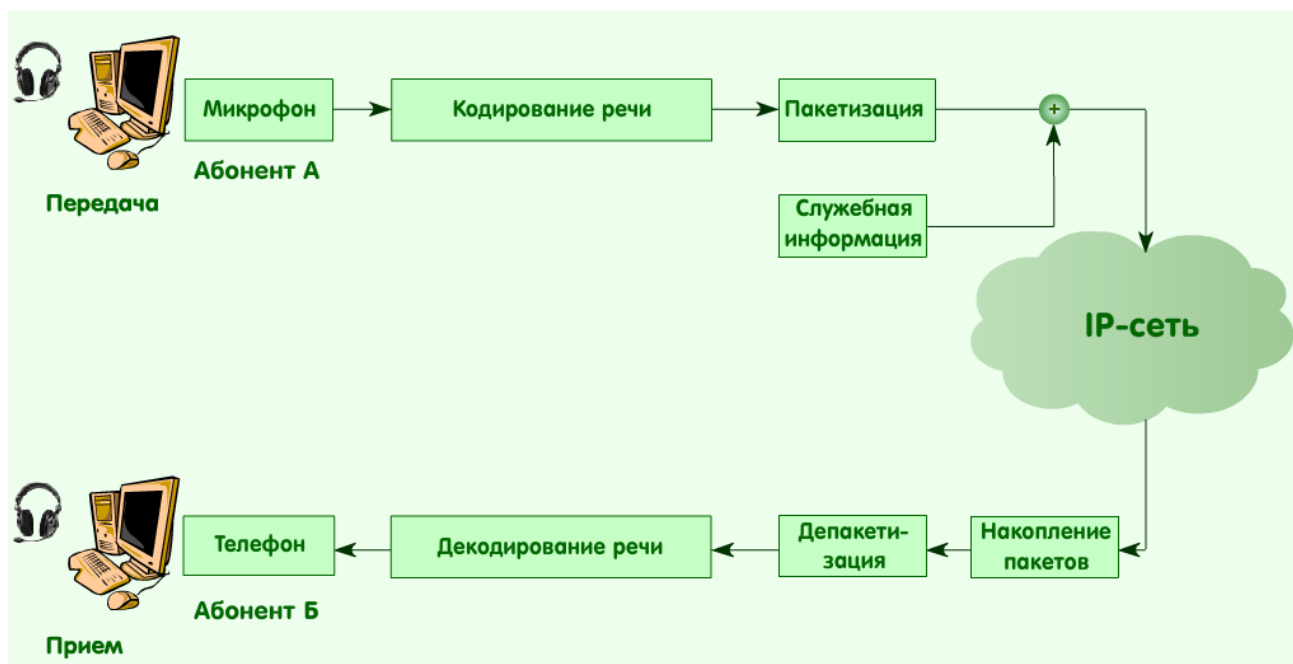 Микрофон
Кодирование речи
Пакетизация
+
Абонент А
Передача
Служебная
информация
IP-сеть
Телефон
Декодирование речи
Депакети-
зация
Накопление
пакетов
Абонент Б
Прием